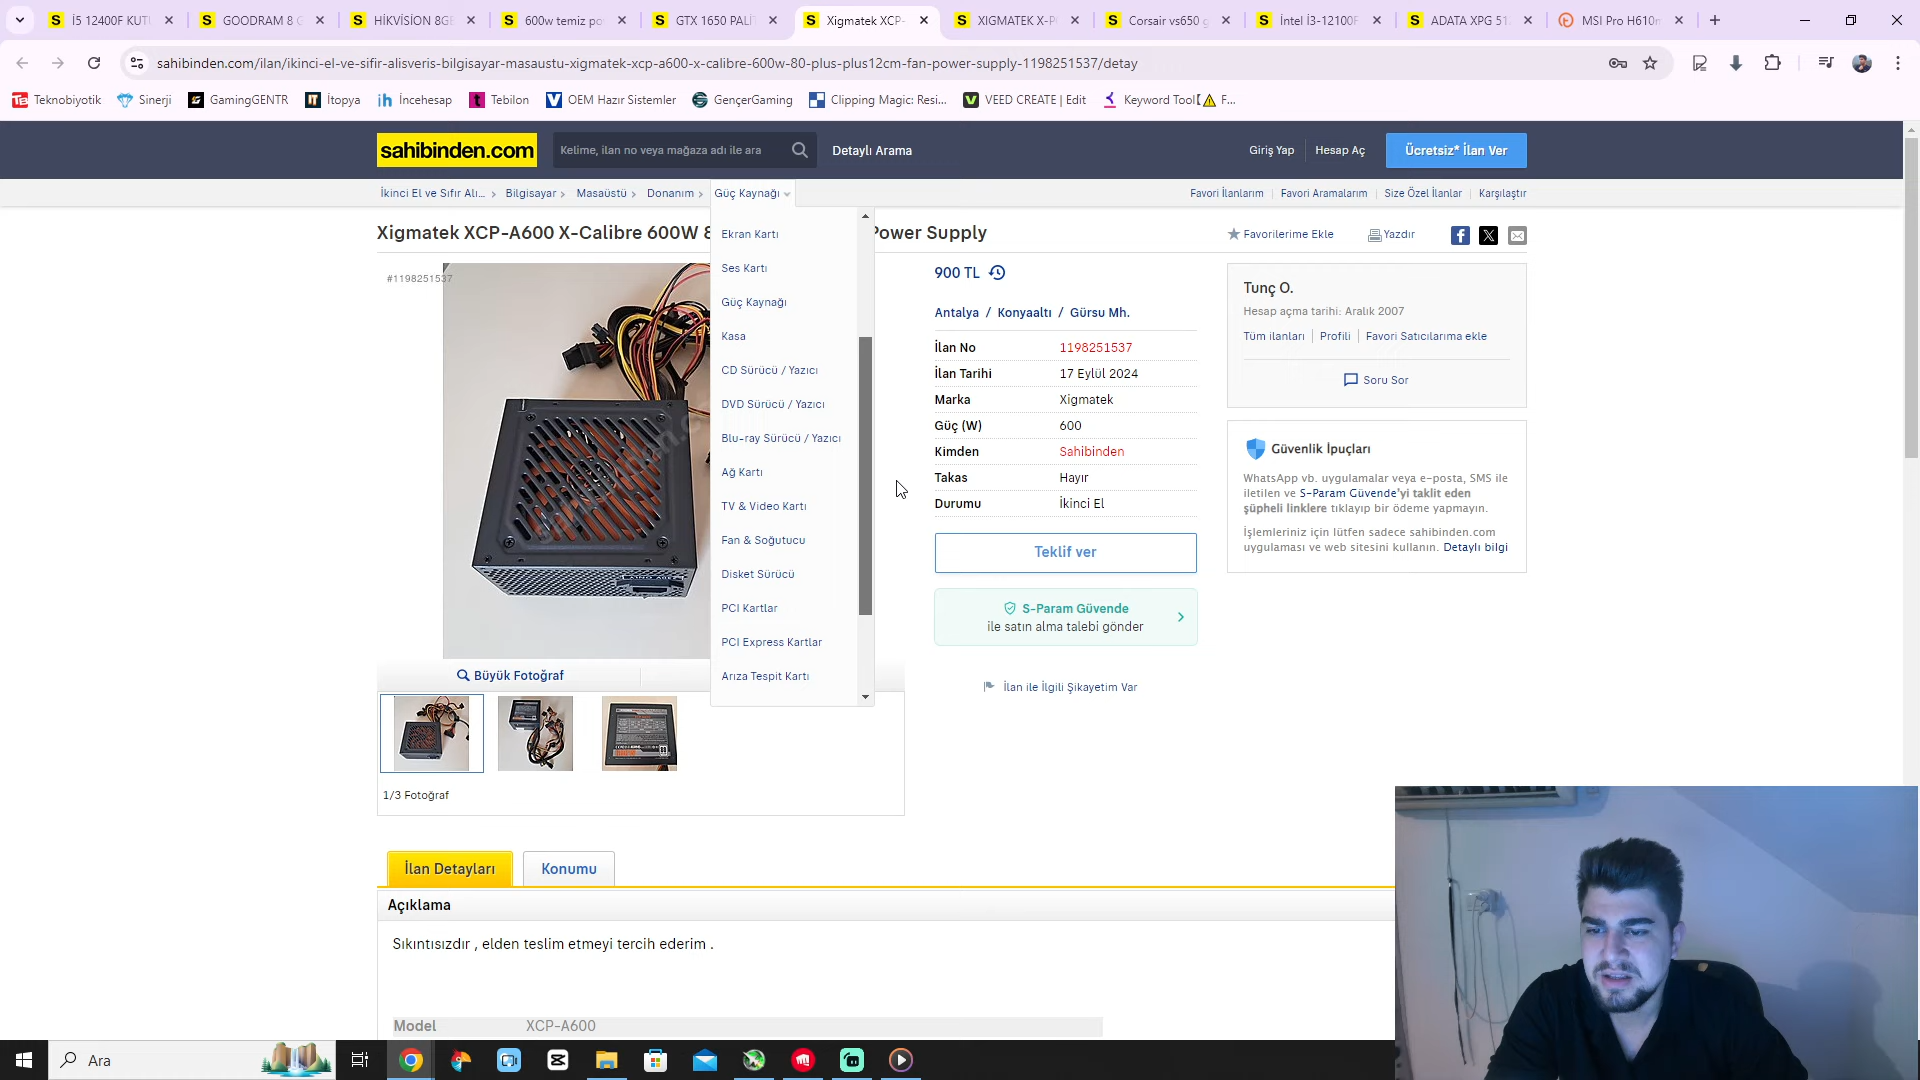 İ5 12400F KUTU
GOODRAM 8 G
HİKVİSİON 8GB
600w temiz po
GTX 1650 PALİT
Xigmatek XCP-
XIGMATEK X-P
Corsair vs650 g
İntel İ3-12100F
ADATA XPG 51
MSI Pro H610m
sahibinden.com/ilan/ikinci-el-ve-sifir-alisveris-bilgisayar-masaustu-xigmatek-xcp-a600-x-calibre-600w-80-plus-plus12cm-fan-power-supply-1198251537/detay
Teknobiyotik
Sinerji
GamingGENTR
İtopya
İncehesap
Tebilon
OEM Hazır Sistemler
GençerGaming
Clipping Magic: Resi...
VEED CREATE | Edit
Keyword Tool【⚠ F...
sahibinden.com
Kelime, ilan no veya mağaza adı ile ara
Detaylı Arama
Giriş Yap
Hesap Aç
Ücretsiz* İlan Ver
İkinci El ve Sıfır Alı... > Bilgisayar > Masaüstü > Donanım > Güç Kaynağı
Favori İlanlarım
Favori Aramalarım
Size Özel İlanlar
Karşılaştır
Xigmatek XCP-A600 X-Calibre 600W 8
Power Supply
Favorilerime Ekle
Yazdır
#1198251537
Ekran Kartı
Ses Kartı
Güç Kaynağı
Kasa
CD Sürücü / Yazıcı
DVD Sürücü / Yazıcı
Blu-ray Sürücü / Yazıcı
Ağ Kartı
TV & Video Kartı
Fan & Soğutucu
Disket Sürücü
PCI Kartlar
PCI Express Kartlar
Arıza Tespit Kartı
900 TL
Antalya / Konyaaltı / Gürsu Mh.
İlan No 1198251537
İlan Tarihi 17 Eylül 2024
Marka Xigmatek
Güç (W) 600
Kimden Sahibinden
Takas Hayır
Durumu İkinci El
Teklif ver
S-Param Güvende
ile satın alma talebi gönder
İlan ile İlgili Şikayetim Var
Tunç O.
Hesap açma tarihi: Aralık 2007
Tüm ilanları
Profili
Favori Satıcılarıma ekle
Soru Sor
Güvenlik İpuçları
WhatsApp vb. uygulamalar veya e-posta, SMS ile
iletilen ve S-Param Güvende'yi taklit eden
şüpheli linklere tıklayıp bir ödeme yapmayın.
İşlemleriniz için lütfen sadece sahibinden.com
uygulaması ve web sitesini kullanın. Detaylı bilgi
Büyük Fotoğraf
1/3 Fotoğraf
İlan Detayları
Konumu
Açıklama
Sıkıntısızdır , elden teslim etmeyi tercih ederim .
Model XCP-A600
Ara